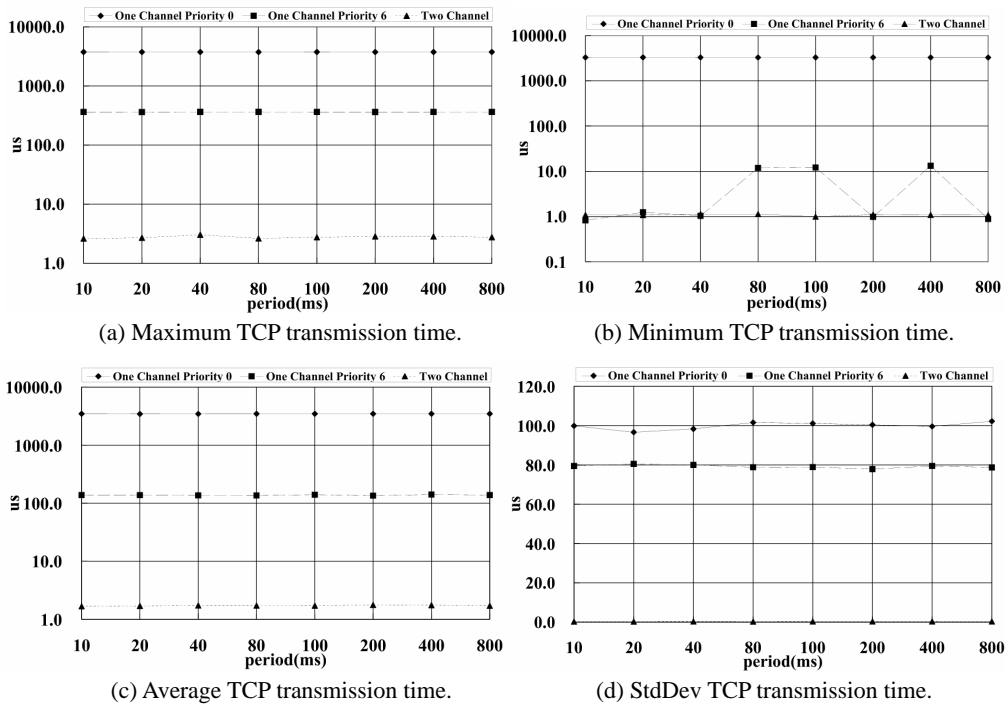 One Channel Priority 0 One Channel Priority 6 Two Channel
10000.0
1000.0
100.0
10.0
1.0
us
10 20 40 80 100 200 400 800
period(ms)
(a) Maximum TCP transmission time.
One Channel Priority 0 One Channel Priority 6 Two Channel
10000.0
1000.0
100.0
10.0
1.0
0.1
us
10 20 40 80 100 200 400 800
period(ms)
(b) Minimum TCP transmission time.
One Channel Priority 0 One Channel Priority 6 Two Channel
10000.0
1000.0
100.0
10.0
1.0
us
10 20 40 80 100 200 400 800
period(ms)
(c) Average TCP transmission time.
One Channel Priority 0 One Channel Priority 6 Two Channel
120.0
100.0
80.0
60.0
40.0
20.0
0.0
us
10 20 40 80 100 200 400 800
period(ms)
(d) StdDev TCP transmission time.